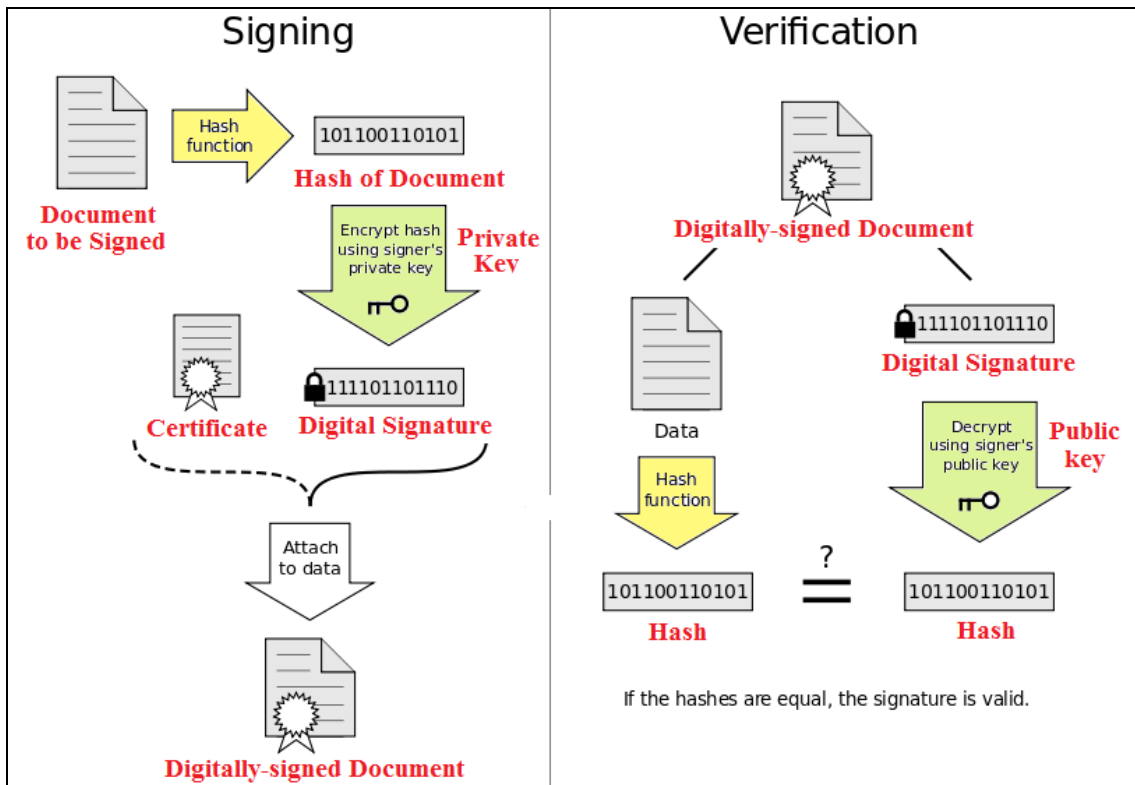 Signing
Hash
function
101100110101
Hash of Document
Document
to be Signed
Encrypt hash
using signer's
private key
Private
Key
111101101110
Certificate
Digital Signature
Attach
to data
Digitally-signed Document
Verification
Digitally-signed Document
111101101110
Digital Signature
Data
Decrypt
using signer's
public key
Public
key
Hash
function
?
101100110101
=
101100110101
Hash
Hash
If the hashes are equal, the signature is valid.